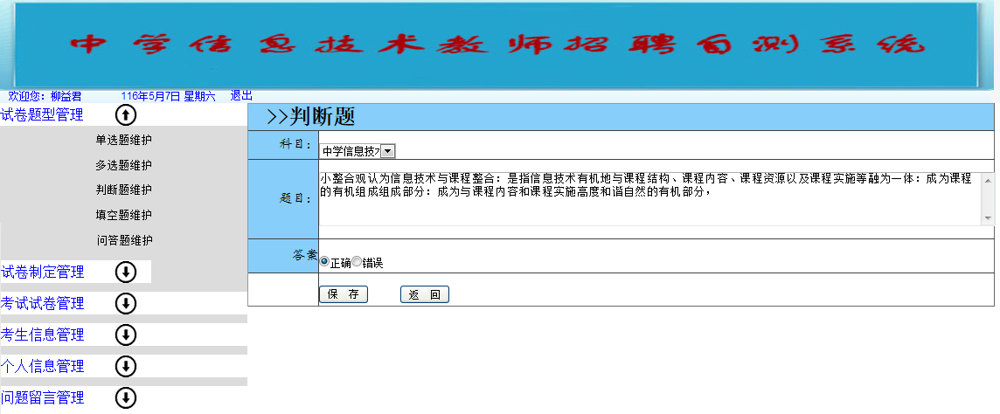 中学信息技术教师招聘自测系统
欢迎您：柳益君 116年5月7日 星期六 退出
试卷题型管理
单选题维护
多选题维护
判断题维护
填空题维护
问答题维护
试卷制定管理
考试试卷管理
考生信息管理
个人信息管理
问题留言管理
>>判断题
科目：
中学信息技
题目：
小整合观认为信息技术与课程整合：是指信息技术有机地与课程结构、课程内容、课程资源以及课程实施等融为一体：成为课程
的有机组成组成部分：成为与课程内容和课程实施高度和谐自然的有机部分，
答案
正确 错误
保 存 返 回